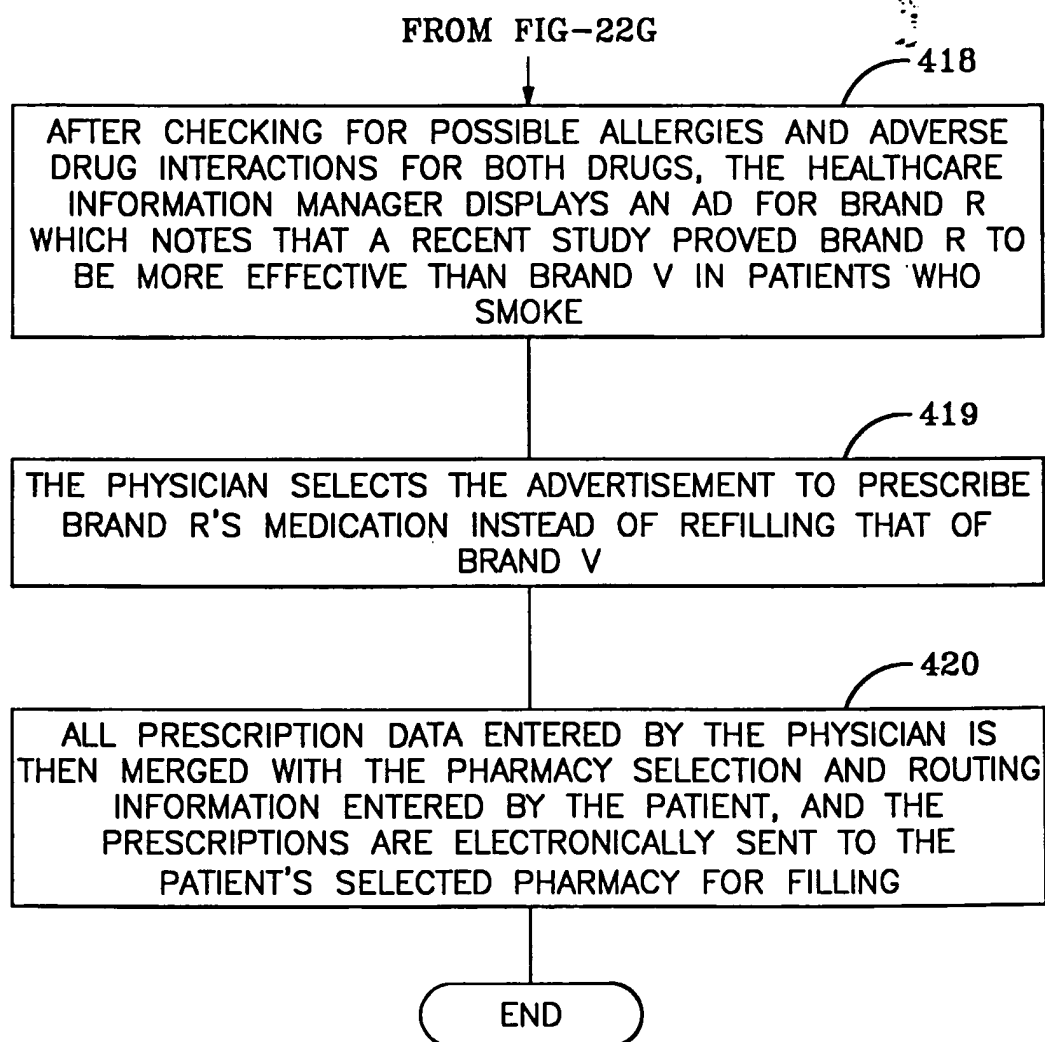 FROM FIG-22G
418
AFTER CHECKING FOR POSSIBLE ALLERGIES AND ADVERSE
DRUG INTERACTIONS FOR BOTH DRUGS, THE HEALTHCARE
INFORMATION MANAGER DISPLAYS AN AD FOR BRAND R
WHICH NOTES THAT A RECENT STUDY PROVED BRAND R TO
BE MORE EFFECTIVE THAN BRAND V IN PATIENTS WHO
SMOKE
419
THE PHYSICIAN SELECTS THE ADVERTISEMENT TO PRESCRIBE
BRAND R'S MEDICATION INSTEAD OF REFILLING THAT OF
BRAND V
420
ALL PRESCRIPTION DATA ENTERED BY THE PHYSICIAN IS
THEN MERGED WITH THE PHARMACY SELECTION AND ROUTING
INFORMATION ENTERED BY THE PATIENT, AND THE
PRESCRIPTIONS ARE ELECTRONICALLY SENT TO THE
PATIENT'S SELECTED PHARMACY FOR FILLING
END